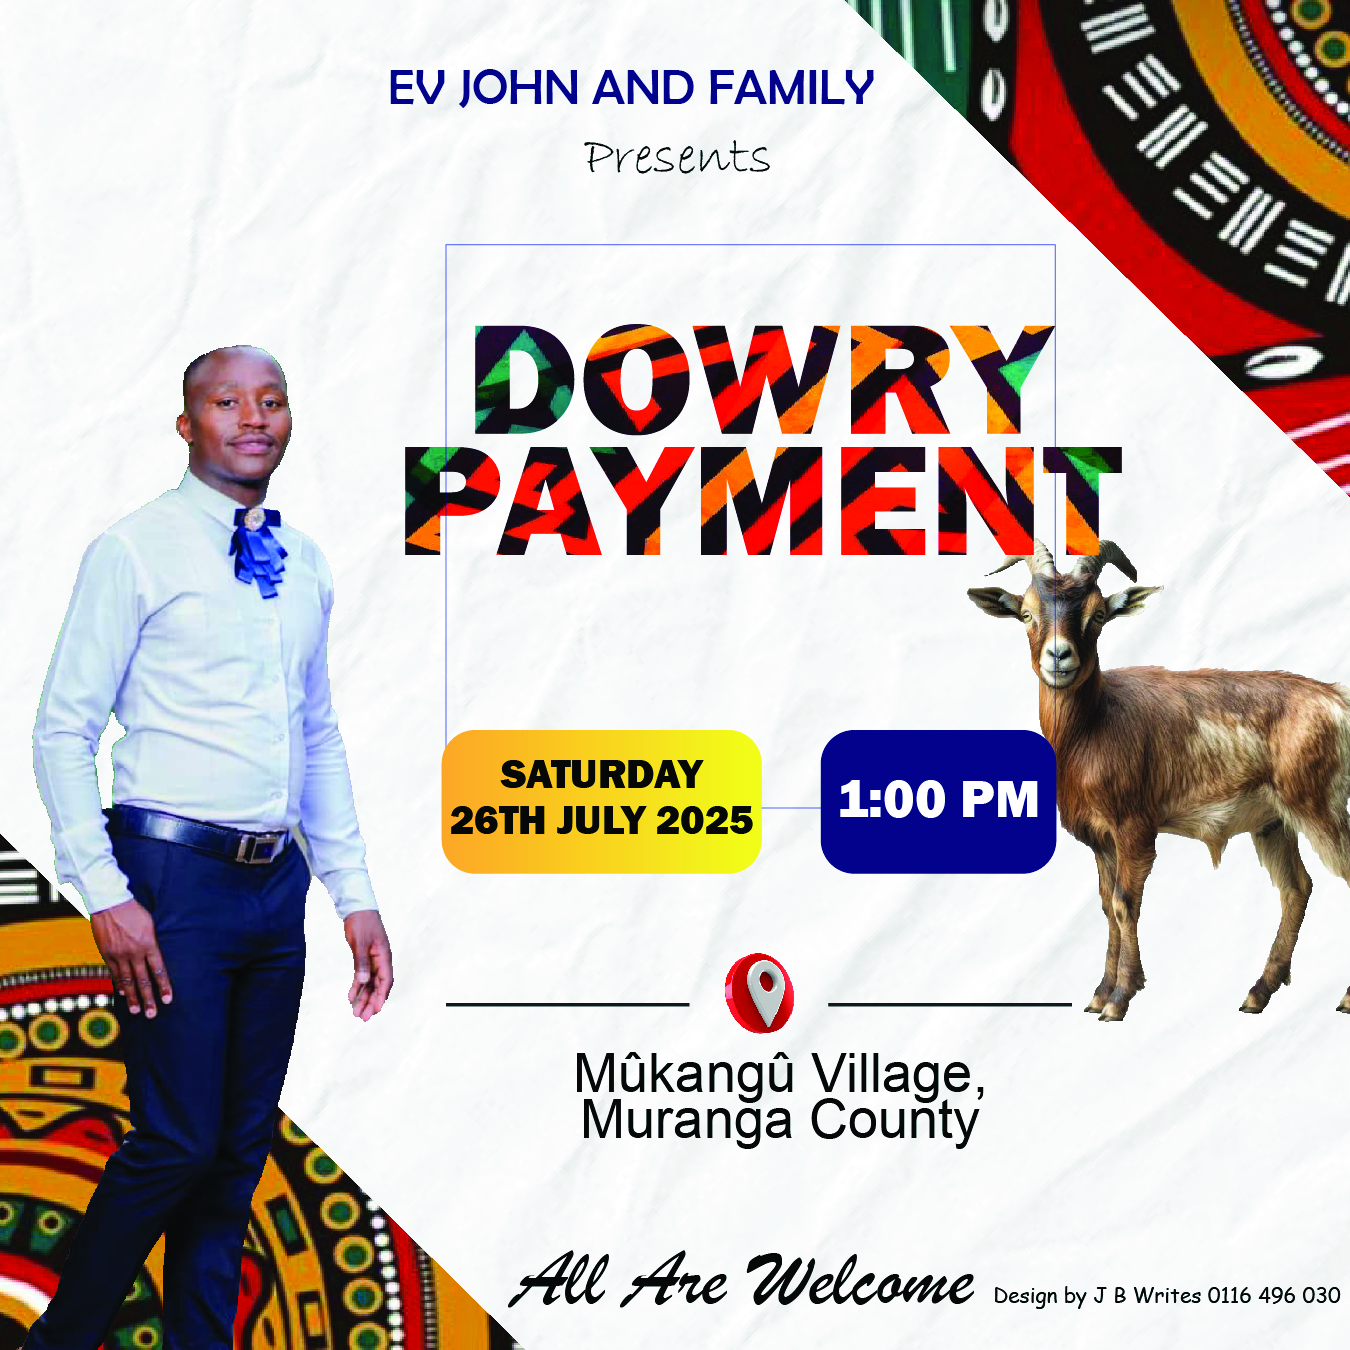 EV JOHN AND FAMILY
Presents
DOWRY
PAYMENT
SATURDAY
26TH JULY 2025
1:00 PM
Mûkangû Village,
Muranga County
All Are Welcome
Design by J B Writes 0116 496 030